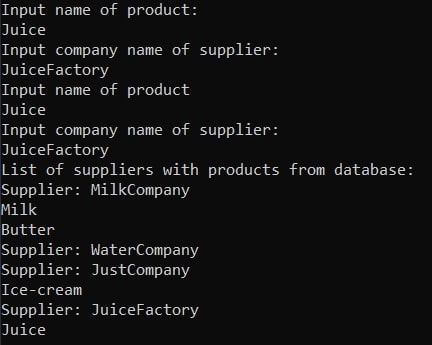 Input name of product:
Juice
Input company name of supplier:
JuiceFactory
Input name of product
Juice
Input company name of supplier:
JuiceFactory
List of suppliers with products from database:
Supplier: MilkCompany
Milk
Butter
Supplier: WaterCompany
Supplier: JustCompany
Ice-cream
Supplier: JuiceFactory
Juice